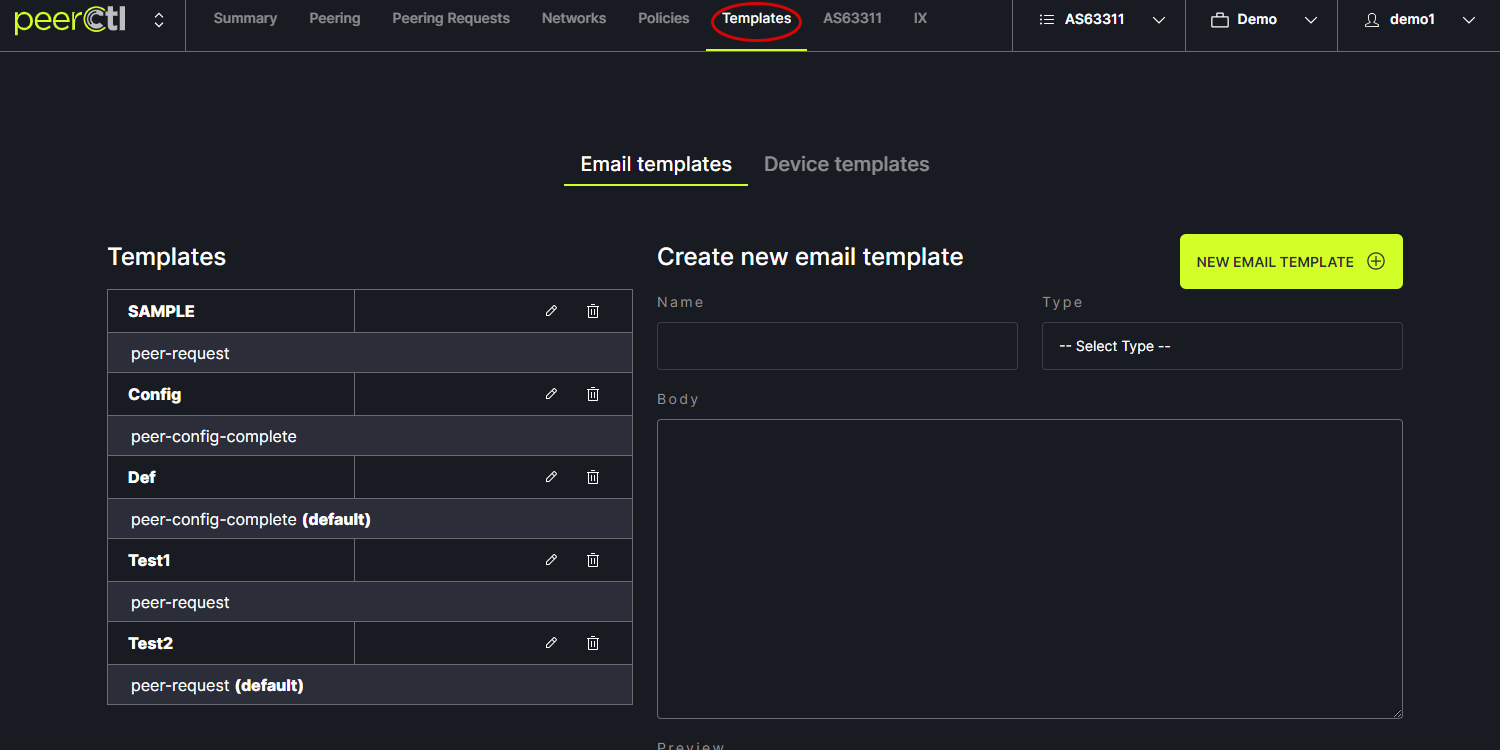 peerCtl
Summary Peering Peering Requests Networks Policies Templates AS63311 IX AS63311 Demo demo1
Email templates Device templates
Templates
SAMPLE
peer-request
Config
peer-config-complete
Def
peer-config-complete (default)
Test1
peer-request
Test2
peer-request (default)
Create new email template
NEW EMAIL TEMPLATE
Name Type
-- Select Type --
Body
Preview